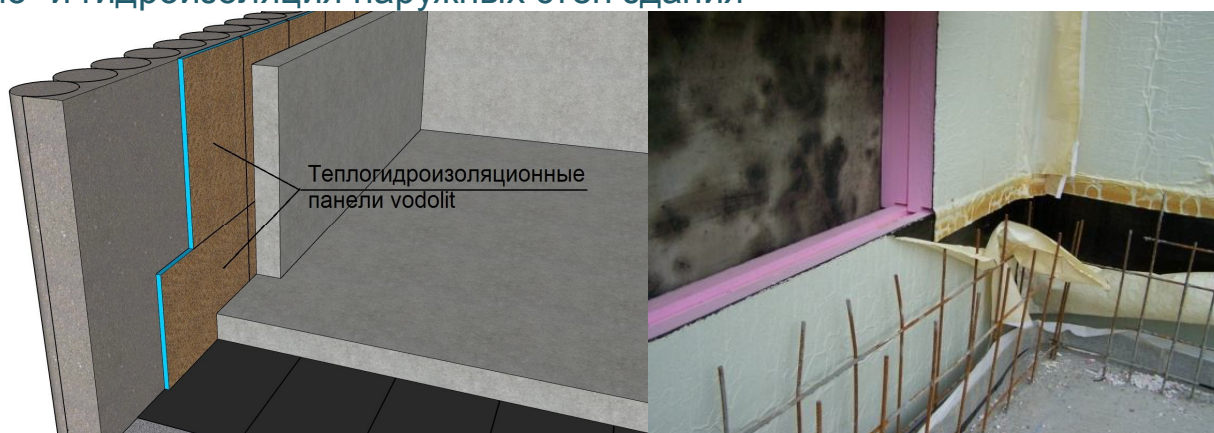 и гидроизоляция наружных стен здания
Теплогидроизоляционные
панели vodolit